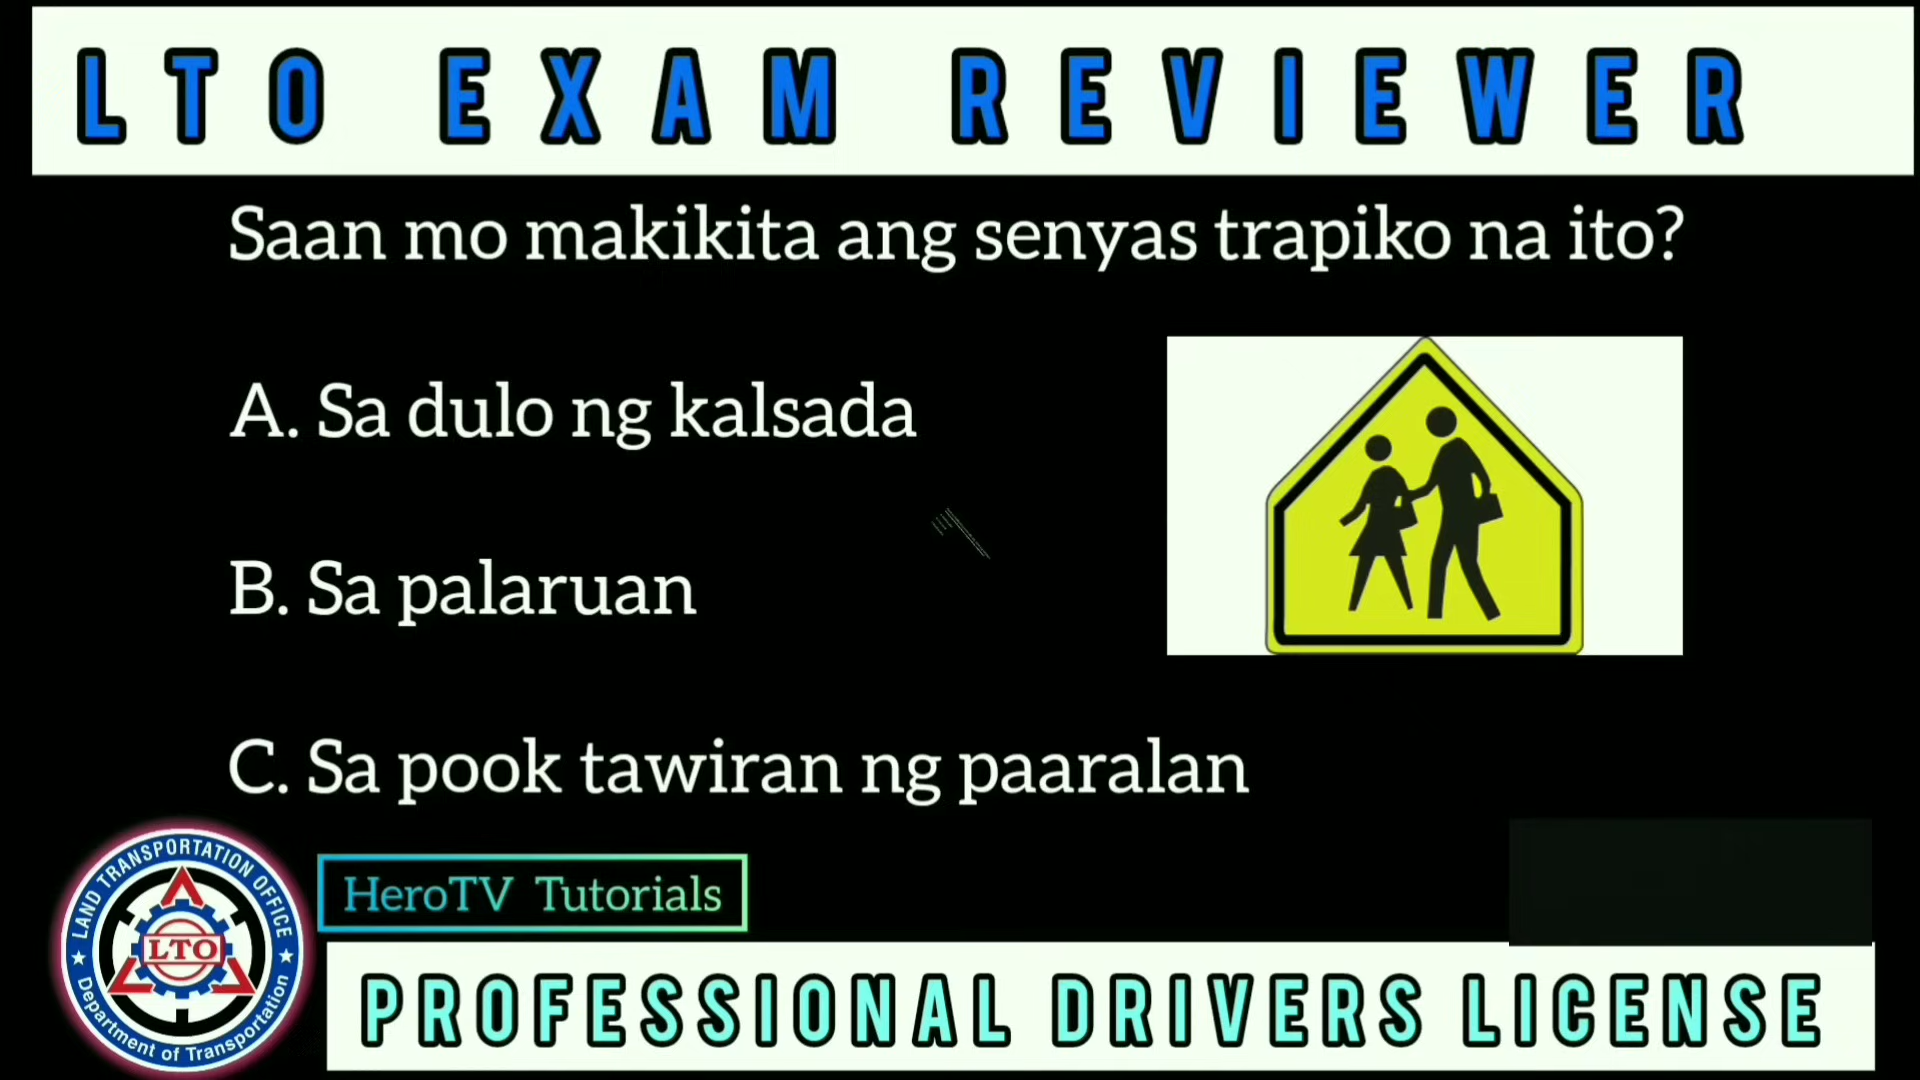 LTO EXAM REVIEWER
Saan mo makikita ang senyas trapiko na ito?
A. Sa dulo ng kalsada
B. Sa palaruan
C. Sa pook tawiran ng paaralan
LAND TRANSPORTATION OFFICE
LTO
Department of Transportation
HeroTV Tutorials
PROFESSIONAL DRIVERS LICENSE